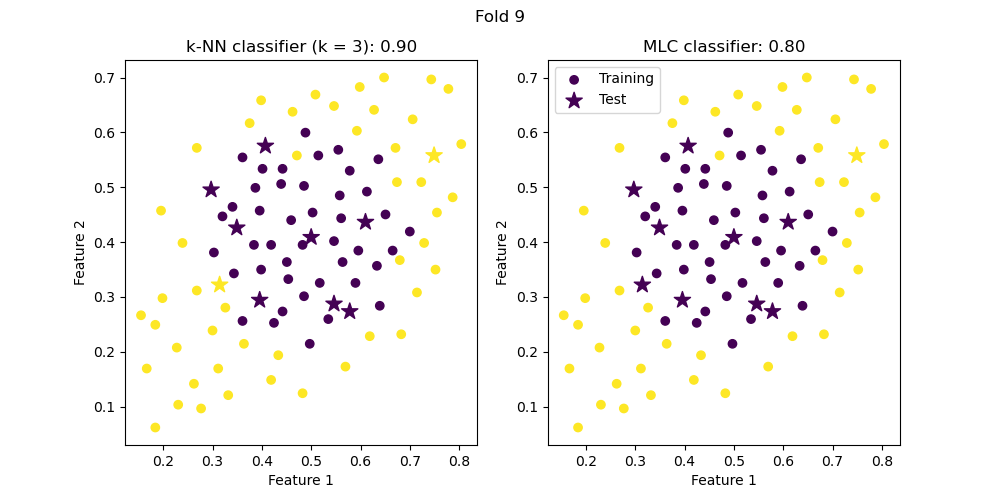 Fold 9
k-NN classifier (k = 3): 0.90
0.7
0.6
0.5
0.4
0.3
0.2
0.1
Feature 2
0.2 0.3 0.4 0.5 0.6 0.7 0.8
Feature 1
MLC classifier: 0.80
Training
Test
0.7
0.6
0.5
0.4
0.3
0.2
0.1
Feature 2
0.2 0.3 0.4 0.5 0.6 0.7 0.8
Feature 1